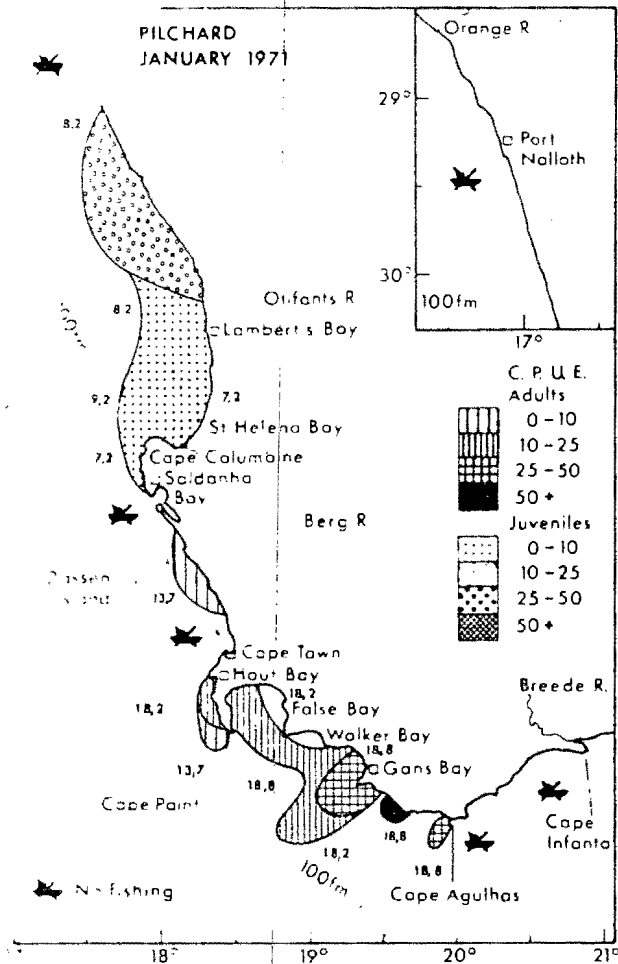 PILCHARD
JANUARY 1971
Orange R
29°
Port
Nalloth
30°
100fm
17°
8,2
Olifants R
8 2
Lambert's Bay
C. P. U. E.
Adults
0-10
10-25
25-50
50+
Juveniles
0-10
10-25
25-50
50+
9,2
7,2
St Helena Bay
7,2
Cape Columbine
Saldanha
Bay
Berg R
13,7
Cape Town
Hout Bay
18,2
18,2
False Bay
Breede R.
Walker Bay
18,8
Gans Bay
13,7
18,8
Cape Point
18,8
18,2
Cape
Infanta
18,8
100fm
Cape Agulhas
fishing
18°
19°
20°
21°